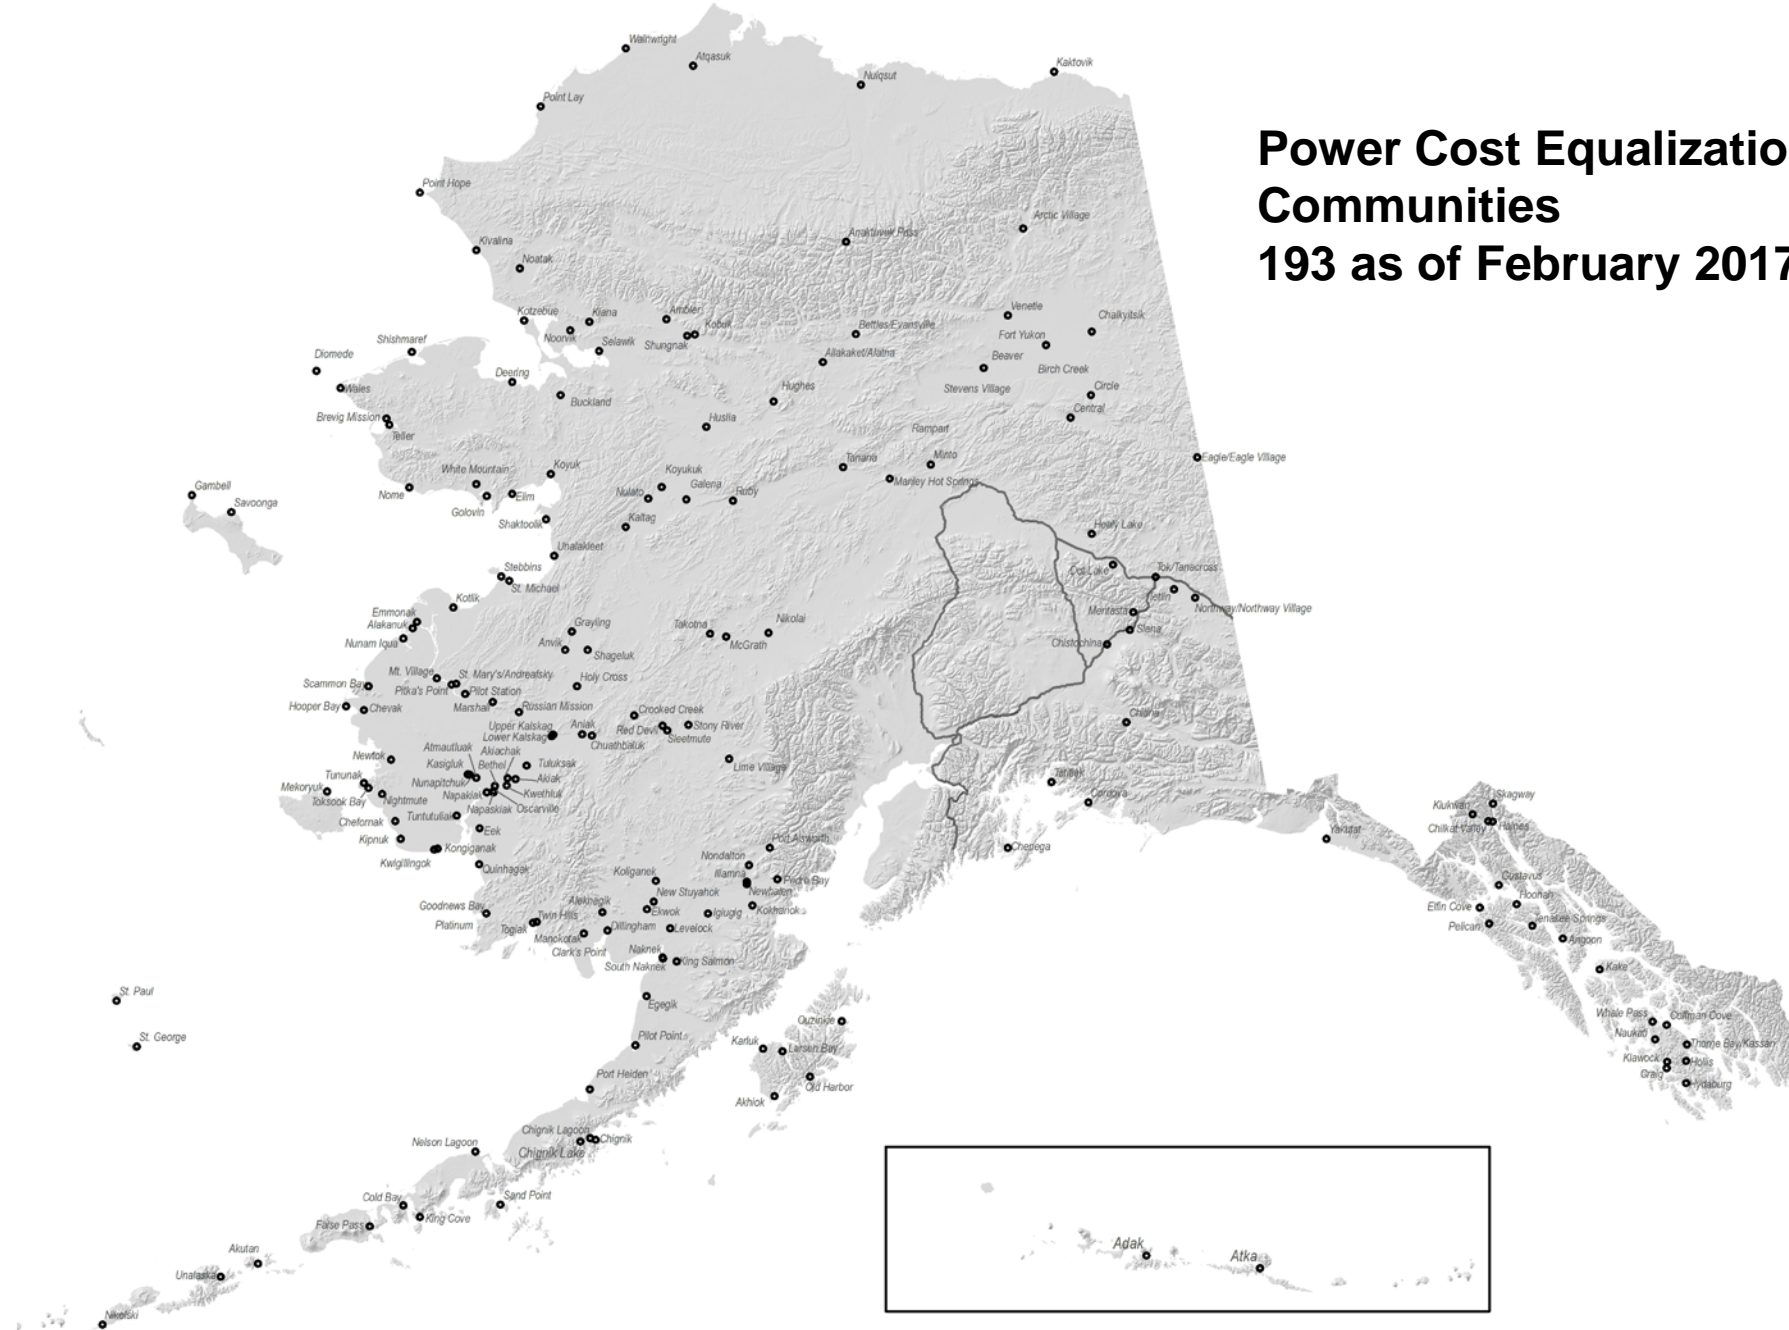 Power Cost Equalizatio
Communities
193 as of February 2017
Wainwright
Atqasuk
Nuiqsut
Kaktovik
Point Lay
Point Hope
Arctic Village
Anaktuvuk Pass
Kivalina
Noatak
Kotzebue
Kiana
Ambler
Kobuk
Noorvik
Selawik
Shungnak
Bettles/Evansville
Venetie
Chalkyitsik
Fort Yukon
Shishmaref
Diomede
Allakaket/Alatna
Beaver
Birch Creek
Wales
Deering
Buckland
Hughes
Stevens Village
Circle
Central
Brevig Mission
Teller
Huslia
Rampart
White Mountain
Koyuk
Koyukuk
Tanana
Minto
Eagle/Eagle Village
Gambell
Savoonga
Nome
Golovin
Elim
Nulato
Galena
Ruby
Manley Hot Springs
Shaktoolik
Kaltag
Healy Lake
Unalakleet
Stebbins
St. Michael
Dot Lake
Tok/Tanacross
Tetlin
Northway/Northway Village
Kotlik
Emmonak
Alakanuk
Nunam Iqua
Grayling
Anvik
Shageluk
Takotna
McGrath
Nikolai
Mentasta
Slana
Chistochina
Mt. Village
St. Mary's/Andreafsky
Scammon Bay
Pitka's Point
Pilot Station
Holy Cross
Hooper Bay
Chevak
Marshall
Russian Mission
Crooked Creek
Upper Kalskag
Aniak
Red Devil
Stony River
Lower Kalskag
Chuathbaluk
Sleetmute
Chitina
Newtok
Atmautluak
Akiachak
Kasigluk
Bethel
Tuluksak
Lime Village
Tununak
Mekoryuk
Nunapitchuk
Akiak
Toksook Bay
Nightmute
Napakiak
Kwethluk
Napaskiak
Oscarville
Tatitlek
Cordova
Chefornak
Tuntutuliak
Eek
Kipnuk
Kongiganak
Kwigillingok
Quinhagak
Chenega
Yakutat
Skagway
Klukwan
Chilkat Valley
Haines
Port Alsworth
Nondalton
Iliamna
Pedro Bay
Newhalen
Koliganek
New Stuyahok
Goodnews Bay
Platinum
Twin Hills
Togiak
Aleknagik
Ekwok
Igiugig
Kokhanok
Manokotak
Dillingham
Levelock
Clark's Point
Naknek
South Naknek
King Salmon
Gustavus
Elfin Cove
Hoonah
Pelican
Tenakee Springs
Angoon
Kake
St. Paul
St. George
Egegik
Pilot Point
Port Heiden
Ouzinkie
Karluk
Larsen Bay
Old Harbor
Akhiok
Whale Pass
Coffman Cove
Naukati
Thorne Bay/Kasaan
Klawock
Hollis
Craig
Hydaburg
Chignik Lagoon
Chignik
Chignik Lake
Nelson Lagoon
Cold Bay
Sand Point
False Pass
King Cove
Akutan
Unalaska
Nikolski
Adak
Atka